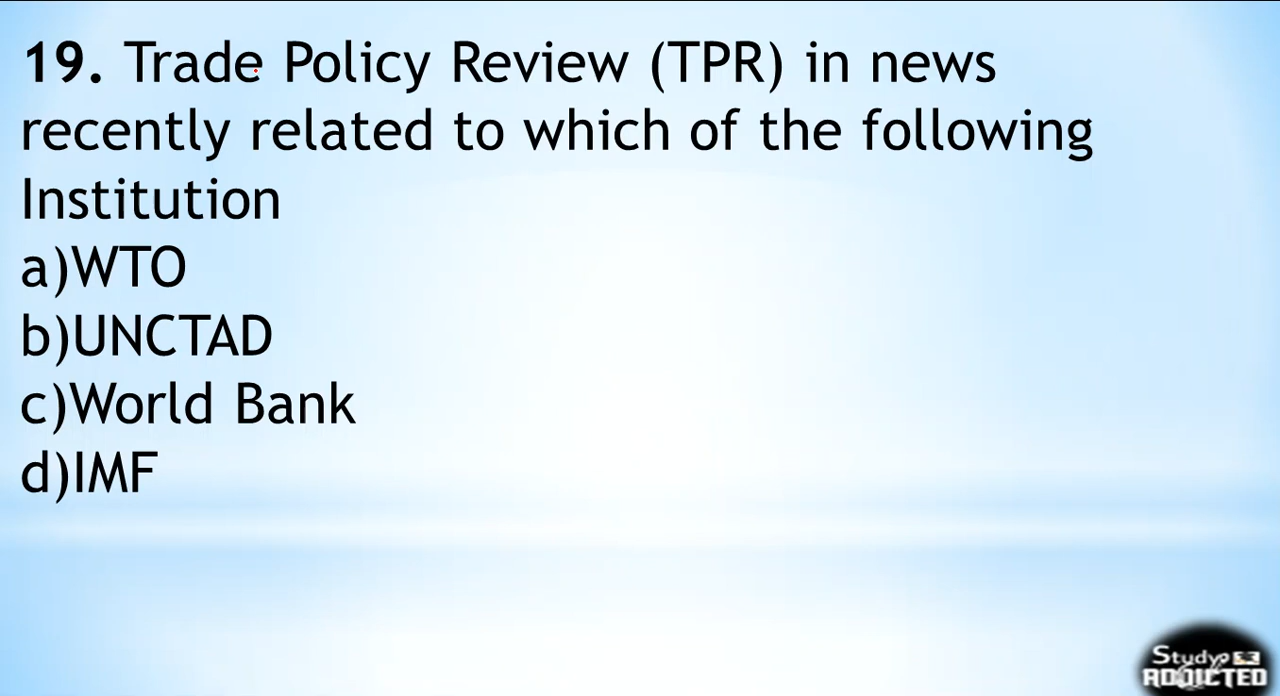 19. Trade Policy Review (TPR) in news
recently related to which of the following
Institution
a)WTO
b)UNCTAD
c)World Bank
d)IMF
Study
ADDICTED